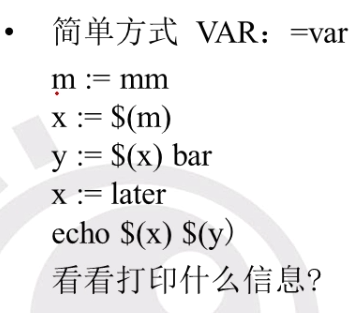 • 简单方式 VAR：=var
m := mm
x := $(m)
y := $(x) bar
x := later
echo $(x) $(y）
看看打印什么信息?